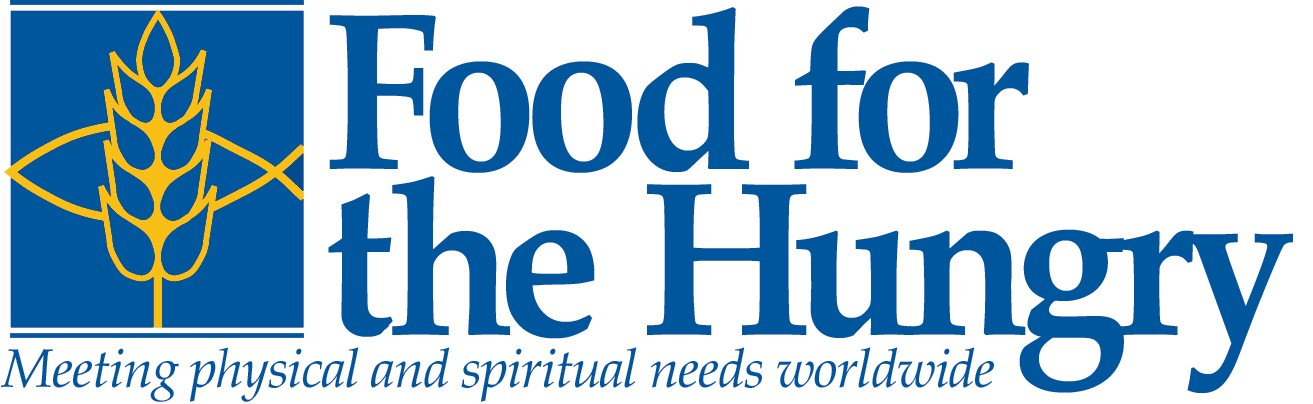 Food for
the Hungry
Meeting physical and spiritual needs worldwide